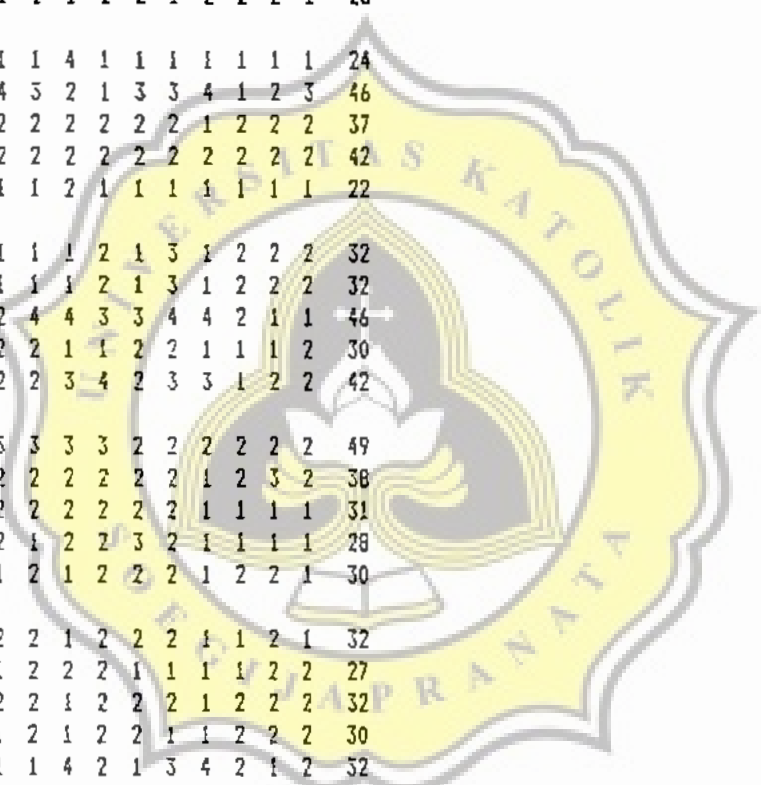 1 1 4 1 1 1 1 1 1 1 24
4 3 2 1 3 3 4 1 2 3 46
2 2 2 2 2 2 2 1 2 2 2 37
2 2 2 2 2 2 2 2 2 2 2 42
1 1 2 1 1 1 1 1 1 1 22
1 1 1 2 1 3 1 2 2 2 32
1 1 1 2 1 3 1 2 2 2 32
2 4 4 3 3 4 4 2 1 1 46
2 2 1 1 2 2 1 1 1 2 30
2 2 3 4 2 3 3 1 2 2 42
3 3 3 3 2 2 2 2 2 2 49
2 2 2 2 2 2 1 2 3 2 38
2 2 2 2 2 2 1 1 1 1 31
2 1 2 2 3 2 1 1 1 1 28
1 2 1 2 2 2 1 2 2 1 30
2 2 1 2 2 2 1 1 2 1 32
2 2 2 1 1 1 1 2 2 27
2 2 1 2 2 2 1 2 2 2 32
2 1 2 2 1 1 2 2 2 30
1 4 2 1 3 4 2 1 2 32
UNIVERSITAS KATOLIK
SOEGIJAPRANATA